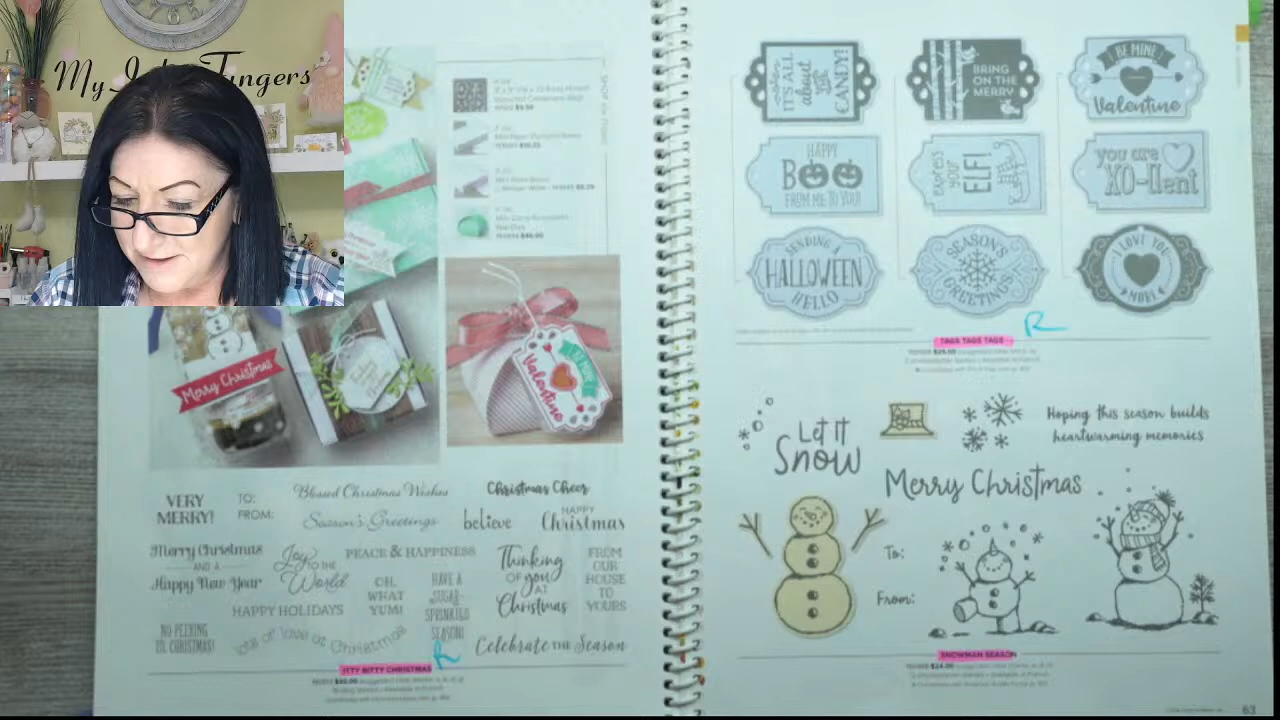 My Inky Fingers
SHOP
Merry Christmas
BE MINE
Valentine
VERY
MERRY!
TO:
FROM:
Blessed Christmas Wishes
Christmas Cheer
Season's Greetings
believe
HAPPY
Christmas
Merry Christmas
AND A
Happy New Year
Joy
TO THE
World
PEACE & HAPPINESS
OH,
WHAT
YUM!
HAVE A
SUGAR-
SPRINKLED
SEASON!
Thinking
OF you AT
Christmas
FROM
OUR
HOUSE
TO
YOURS
HAPPY HOLIDAYS
NO PEEKING
'TIL CHRISTMAS!
lots of love at Christmas
Celebrate THE Season
R
ITTY BITTY CHRISTMAS
IT'S ALL
about
THE
CANDY!
BRING
ON THE
MERRY
BE MINE
Valentine
HAPPY
BOO
FROM ME TO YOU!
express
YOUR
ELF!
you are
XO-llent
SENDING A
HALLOWEEN
HELLO
SEASON'S
GREETINGS
I LOVE YOU
MORE
R
TAGS TAGS TAGS
LET IT
SNOW
Hoping this season builds
heartwarming memories
Merry Christmas
To:
From:
SNOWMAN SEASON
63